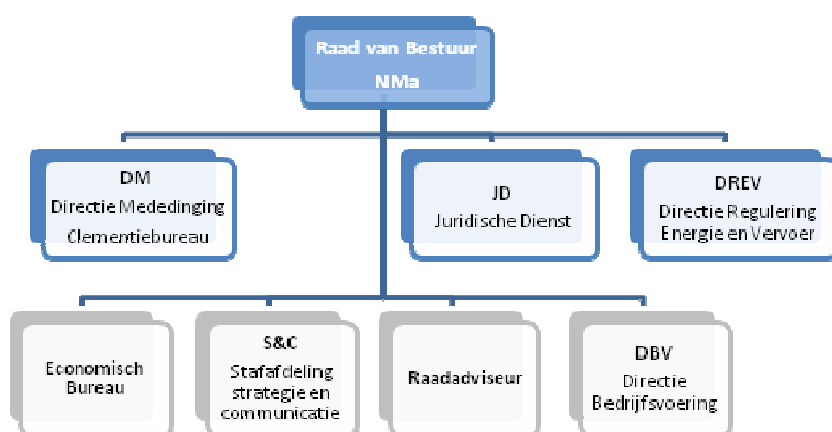 Raad van Bestuur
NMa
DM
Directie Mededinging
Clementiebureau
JD
Juridische Dienst
DREV
Directie Regulering
Energie en Vervoer
Economisch
Bureau
S&C
Stafafdeling
strategie en
communicatie
Raadadviseur
DBV
Directie
Bedrijfsvoering